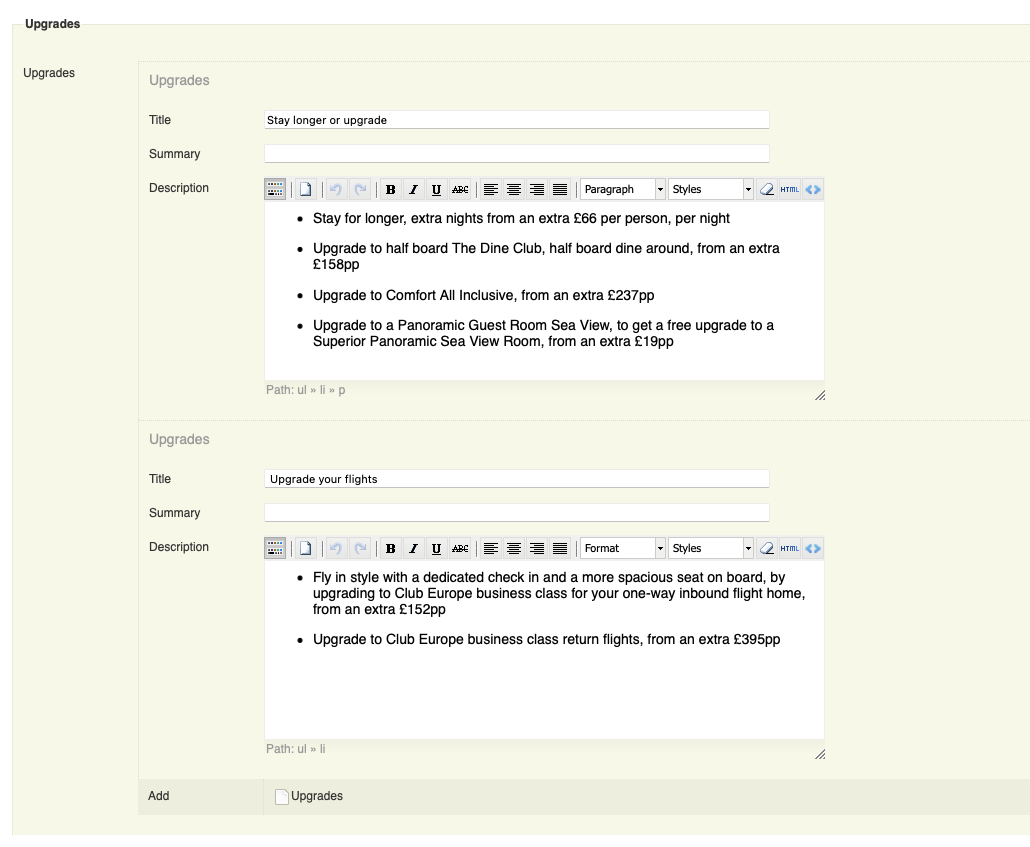 Upgrades
Upgrades
Upgrades
Title
Stay longer or upgrade
Summary
Description
B I U ABC Paragraph Styles HTML
• Stay for longer, extra nights from an extra £66 per person, per night
• Upgrade to half board The Dine Club, half board dine around, from an extra
£158pp
• Upgrade to Comfort All Inclusive, from an extra £237pp
• Upgrade to a Panoramic Guest Room Sea View, to get a free upgrade to a
Superior Panoramic Sea View Room, from an extra £19pp
Path: ul » li » p
Upgrades
Title
Upgrade your flights
Summary
Description
B I U ABC Format Styles HTML
• Fly in style with a dedicated check in and a more spacious seat on board, by
upgrading to Club Europe business class for your one-way inbound flight home,
from an extra £152pp
• Upgrade to Club Europe business class return flights, from an extra £395pp
Path: ul » li
Add
Upgrades